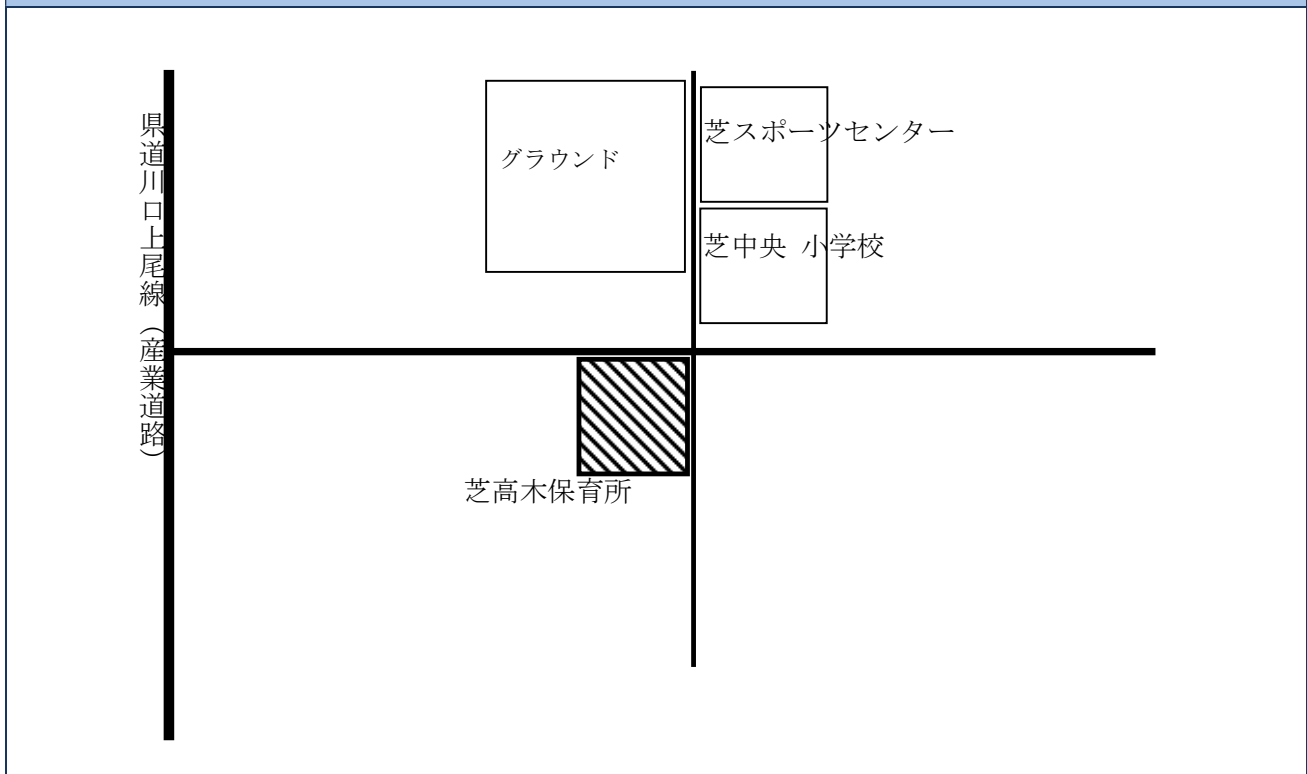 県道川口上尾線（産業道路）
グラウンド
芝スポーツセンター
芝中央 小学校
芝高木保育所